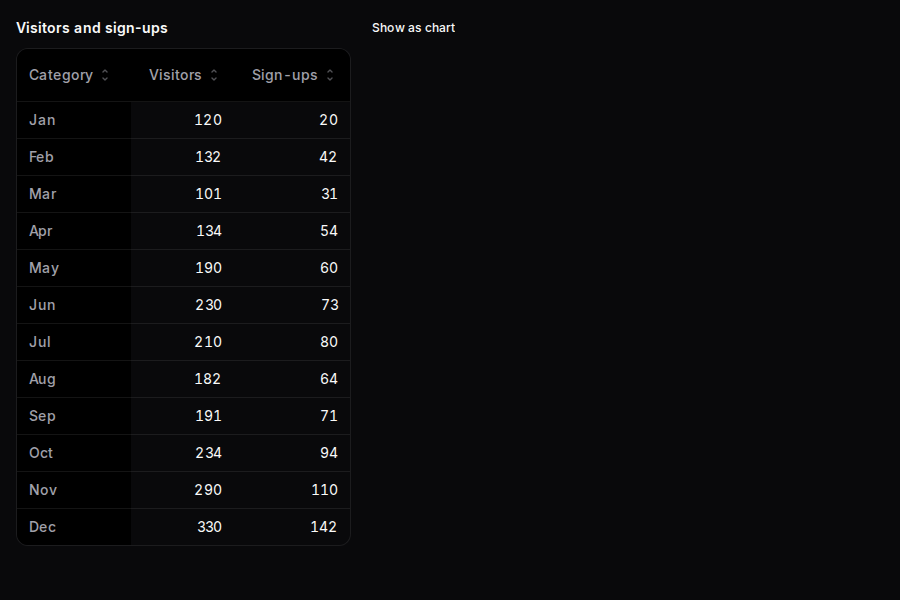 Visitors and sign-ups
Show as chart
Category Visitors Sign-ups
Jan 120 20
Feb 132 42
Mar 101 31
Apr 134 54
May 190 60
Jun 230 73
Jul 210 80
Aug 182 64
Sep 191 71
Oct 234 94
Nov 290 110
Dec 330 142